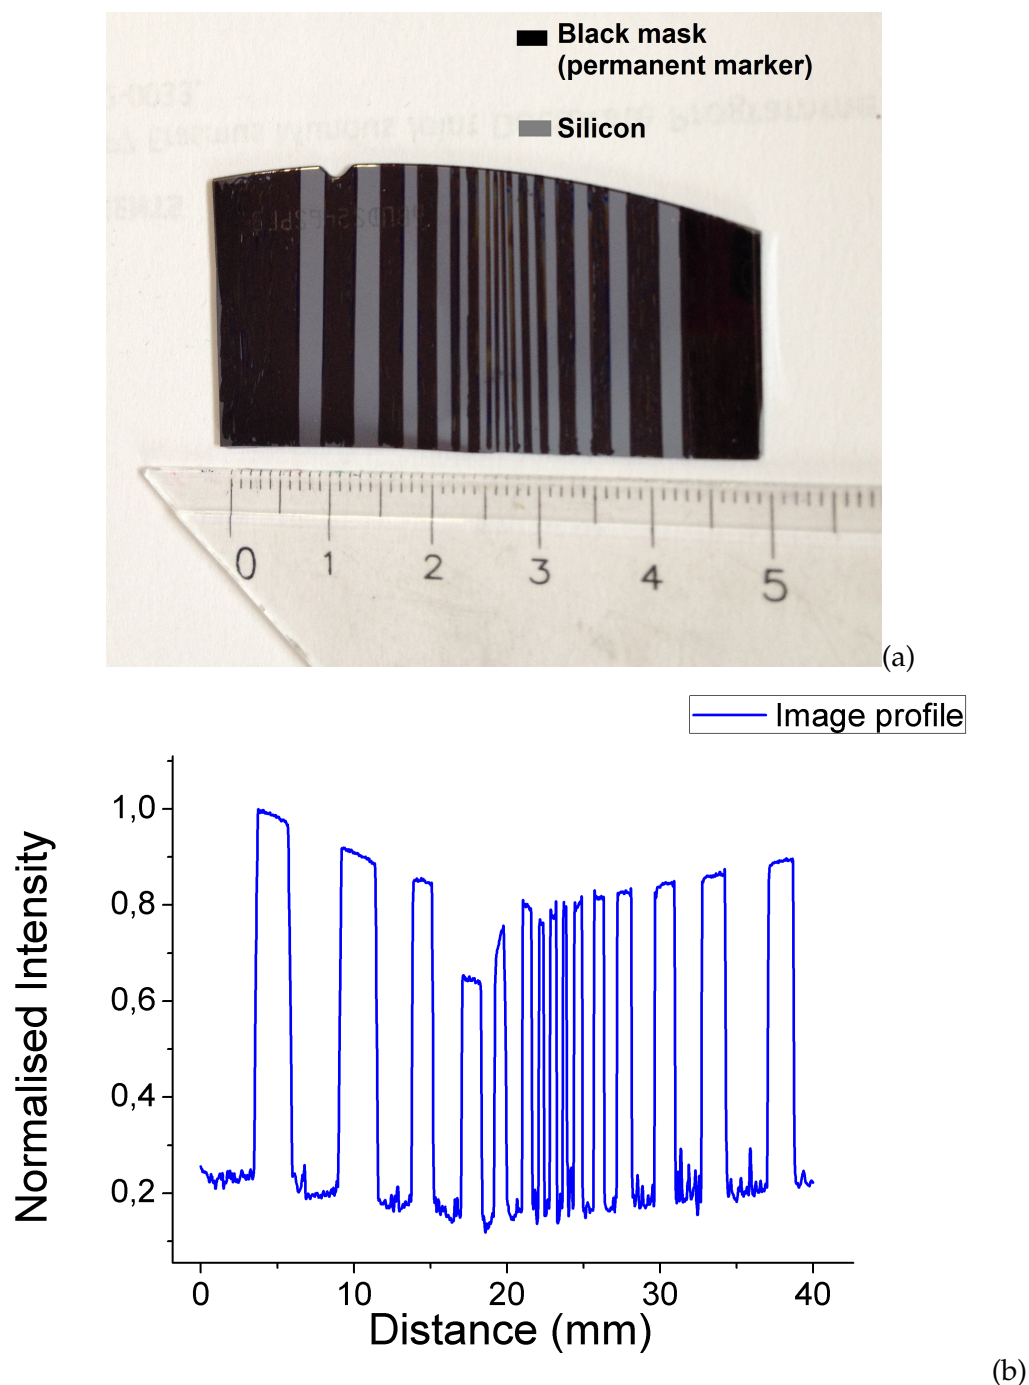 Black mask
(permanent marker)
Silicon
0 1 2 3 4 5
(a)
Image profile
Normalised Intensity
1,0
0,8
0,6
0,4
0,2
0 10 20 30 40
Distance (mm)
(b)